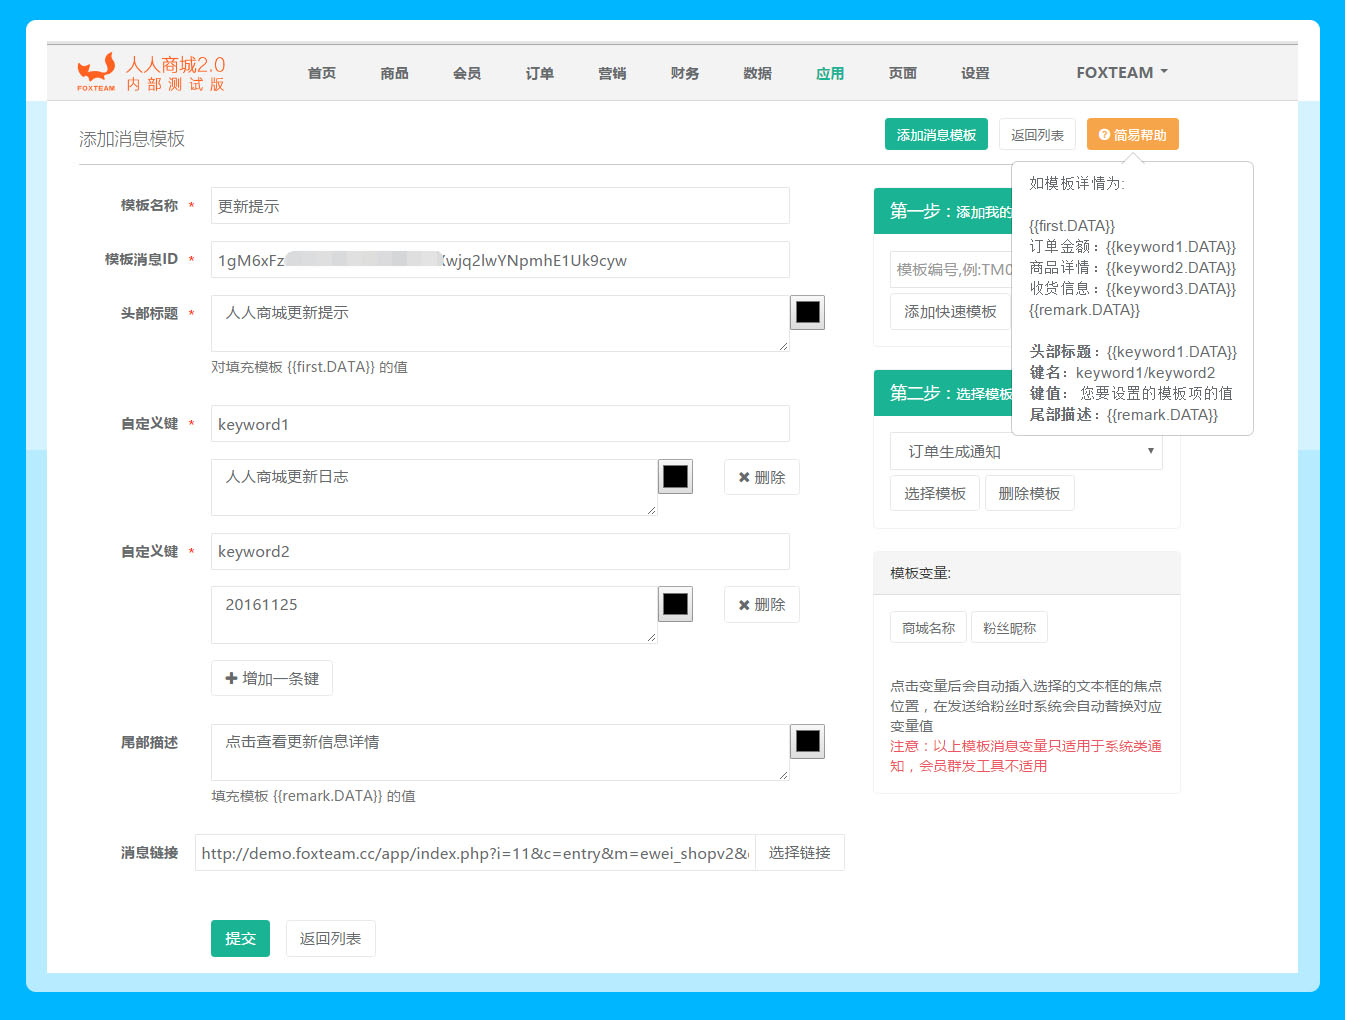 人人商城2.0
内部测试版
FOXTEAM
首页 商品 会员 订单 营销 财务 数据 应用 页面 设置 FOXTEAM
添加消息模板
添加消息模板 返回列表 简易帮助
如模板详情为:
{{first.DATA}}
订单金额：{{keyword1.DATA}}
商品详情：{{keyword2.DATA}}
收货信息：{{keyword3.DATA}}
{{remark.DATA}}
头部标题：{{keyword1.DATA}}
键名：keyword1/keyword2
键值： 您要设置的模板项的值
尾部描述：{{remark.DATA}}
模板名称 * 更新提示
模板消息ID * 1gM6xFz wjq2lwYNpmhE1Uk9cyw
头部标题 * 人人商城更新提示
对填充模板 {{first.DATA}} 的值
自定义键 * keyword1
人人商城更新日志
删除
自定义键 * keyword2
20161125
删除
增加一条键
尾部描述 点击查看更新信息详情
填充模板 {{remark.DATA}} 的值
消息链接 http://demo.foxteam.cc/app/index.php?i=11&c=entry&m=ewei_shopv2& 选择链接
提交 返回列表
第一步：添加我的
模板编号,例:TM0
添加快速模板
第二步：选择模板
订单生成通知
选择模板 删除模板
模板变量:
商城名称 粉丝昵称
点击变量后会自动插入选择的文本框的焦点
位置，在发送给粉丝时系统会自动替换对应
变量值
注意：以上模板消息变量只适用于系统类通
知，会员群发工具不适用